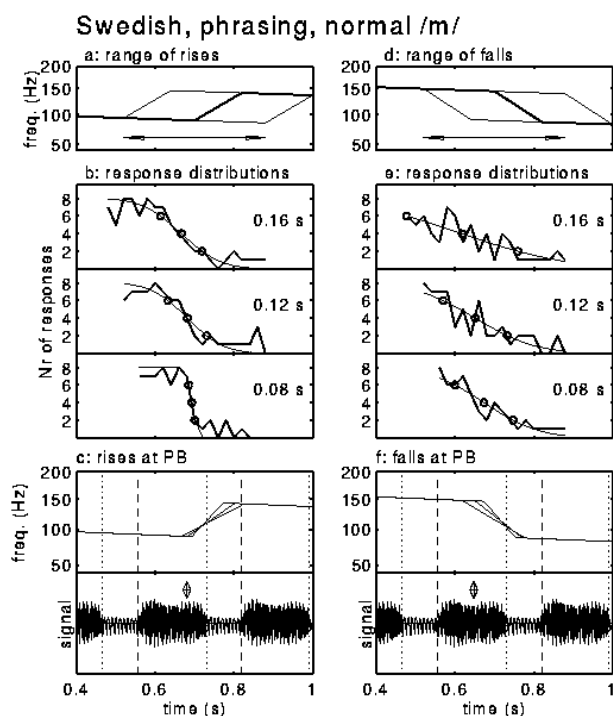 Swedish, phrasing, normal /m/
a: range of rises
d: range of falls
freq. (Hz)
200
150
100
50
200
150
100
50
b: response distributions
e: response distributions
Nr of responses
8
6
4
2
0.16 s
8
6
4
2
0.16 s
8
6
4
2
0.12 s
8
6
4
2
0.12 s
8
6
4
2
0.08 s
8
6
4
2
0.08 s
c: rises at PB
f: falls at PB
freq. (Hz)
200
150
100
50
200
150
100
50
signal
signal
0.4 0.6 0.8 1
0.4 0.6 0.8 1
time (s)
time (s)